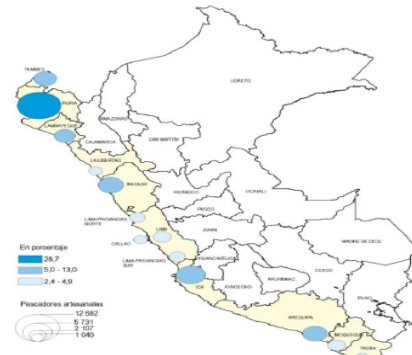 TUMBES
LORETO
PIURA
LAMBAYEQUE
AMAZONAS
CAJAMARCA
SAN MARTIN
LA LIBERTAD
ANCASH
HUANUCO
UCAYALI
PASCO
LIMA PROVINCIAS
NORTE
LIMA
JUNIN
CALLAO
MADRE DE DIOS
LIMA PROVINCIAS
SUR
HUANCAVELICA
CUSCO
ICA
AYACUCHO
APURIMAC
PUNO
AREQUIPA
MOQUEGUA
TACNA
En porcentaje
28,7
5,0 - 13,0
2,4 - 4,9
Pescadores artesanales
12 682
5 731
2 107
1 049